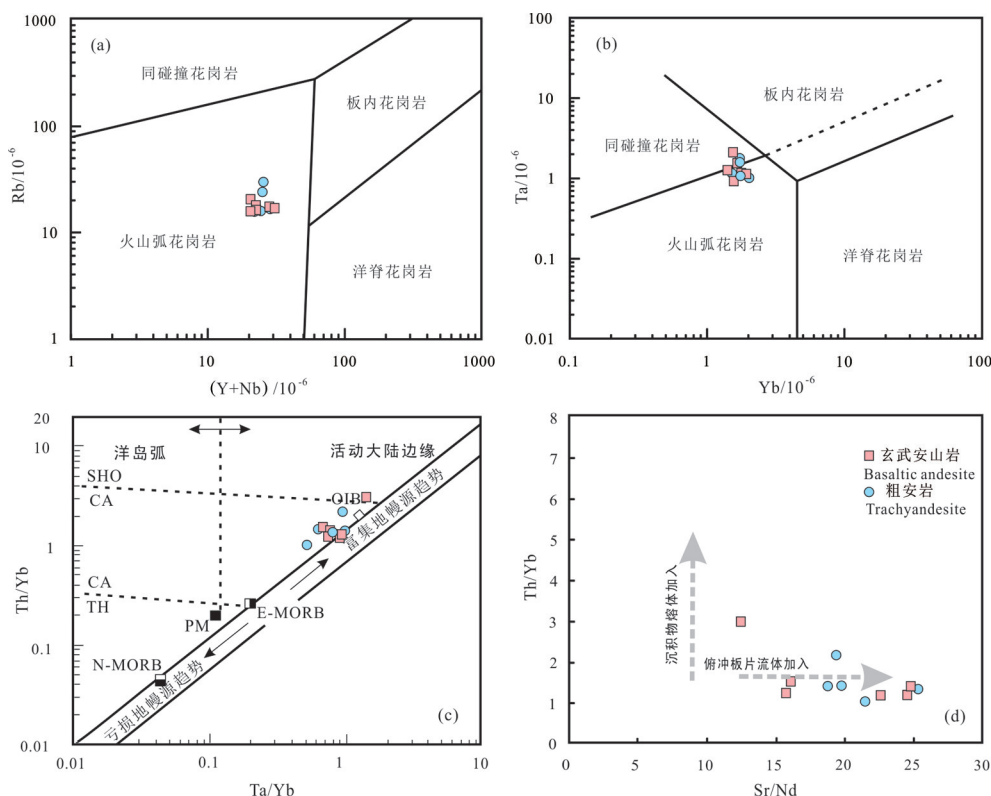 (a)
1000
100
10
1
Rb/10⁻⁶
同碰撞花岗岩
板内花岗岩
火山弧花岗岩
洋脊花岗岩
1
10
100
1000
(Y+Nb) /10⁻⁶
(b)
100
10
1
0.1
0.01
Ta/10⁻⁶
板内花岗岩
同碰撞花岗岩
火山弧花岗岩
洋脊花岗岩
0.1
1
10
100
Yb/10⁻⁶
20
10
1
0.1
0.01
Th/Yb
洋岛弧
活动大陆边缘
SHO
CA
OIB
富集地幔源趋势
CA
TH
E-MORB
PM
N-MORB
亏损地幔源趋势
(c)
0.01
0.1
1
10
Ta/Yb
8
7
6
5
4
3
2
1
0
Th/Yb
玄武安山岩
Basaltic andesite
粗安岩
Trachyandesite
沉积物熔体加入
俯冲板片流体加入
(d)
0
5
10
15
20
25
30
Sr/Nd